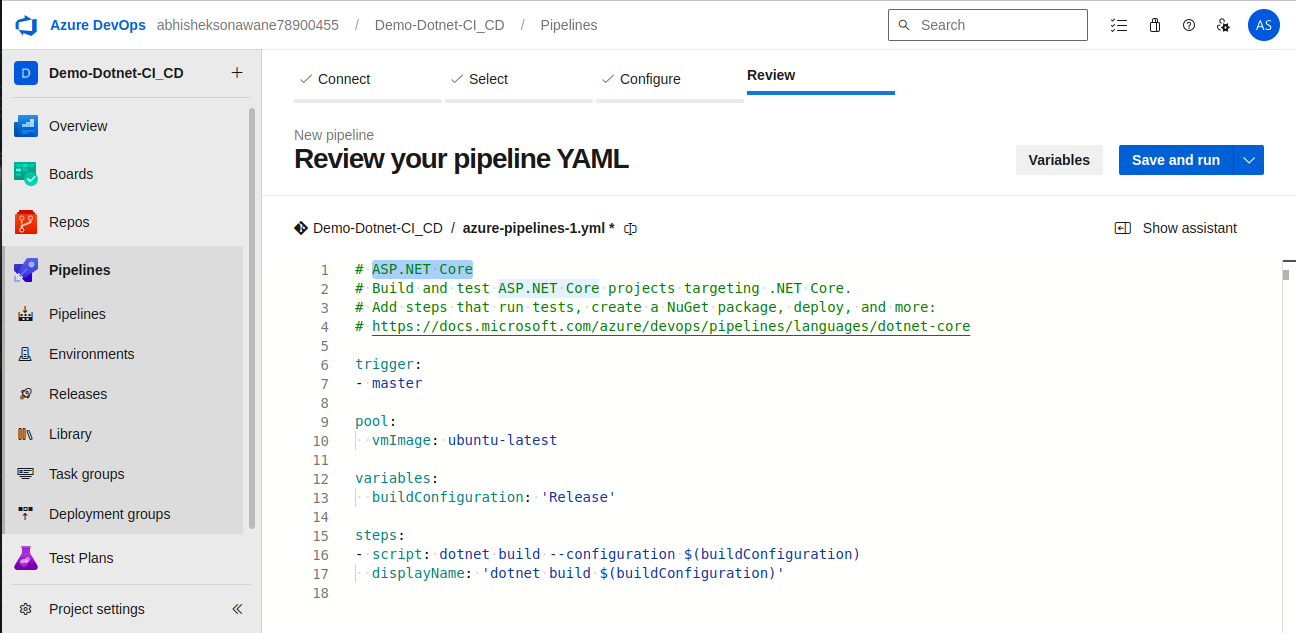 Azure DevOps abhisheksonawane78900455 / Demo-Dotnet-CI_CD / Pipelines Search AS
D Demo-Dotnet-CI_CD +
Overview
Boards
Repos
Pipelines
Pipelines
Environments
Releases
Library
Task groups
Deployment groups
Test Plans
Project settings
Connect Select Configure Review
New pipeline
Review your pipeline YAML
Variables Save and run
Demo-Dotnet-CI_CD / azure-pipelines-1.yml * Show assistant
1 # ASP.NET Core
2 # Build and test ASP.NET Core projects targeting .NET Core.
3 # Add steps that run tests, create a NuGet package, deploy, and more:
4 # https://docs.microsoft.com/azure/devops/pipelines/languages/dotnet-core
5
6 trigger:
7 - master
8
9 pool:
10   vmImage: ubuntu-latest
11
12 variables:
13   buildConfiguration: 'Release'
14
15 steps:
16 - script: dotnet build --configuration $(buildConfiguration)
17   displayName: 'dotnet build $(buildConfiguration)'
18